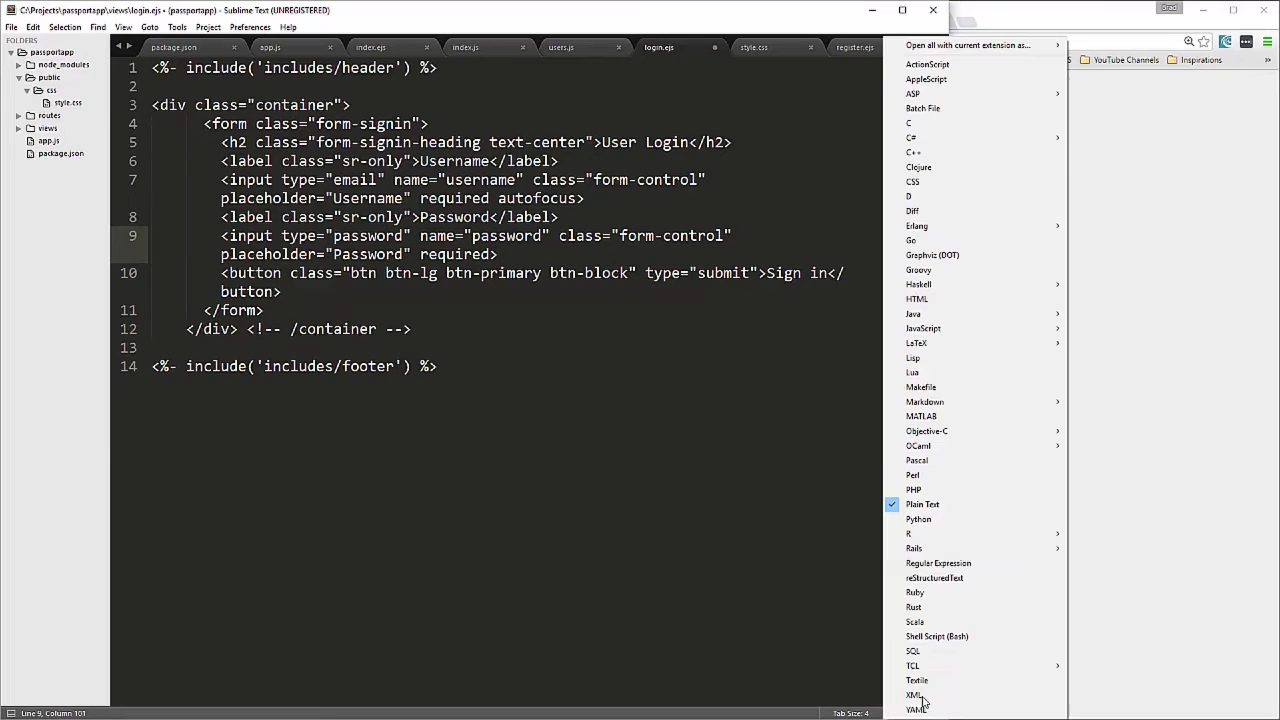 C:\Projects\passportapp\views\login.ejs • (passportapp) - Sublime Text (UNREGISTERED)
Brad
File Edit Selection Find View Goto Tools Project Preferences Help
FOLDERS
passportapp
node_modules
public
css
style.css
routes
views
app.js
package.json
package.json app.js index.ejs index.js users.js login.ejs style.css register.ejs
1 <%- include('includes/header') %>
2
3 <div class="container">
4 <form class="form-signin">
5 <h2 class="form-signin-heading text-center">User Login</h2>
6 <label class="sr-only">Username</label>
7 <input type="email" name="username" class="form-control"
placeholder="Username" required autofocus>
8 <label class="sr-only">Password</label>
9 <input type="password" name="password" class="form-control"
placeholder="Password" required>
10 <button class="btn btn-lg btn-primary btn-block" type="submit">Sign in</
button>
11 </form>
12 </div> <!-- /container -->
13
14 <%- include('includes/footer') %>
Open all with current extension as...
ActionScript
AppleScript
ASP
Batch File
C
C#
C++
Clojure
CSS
D
Diff
Erlang
Go
Graphviz (DOT)
Groovy
Haskell
HTML
Java
JavaScript
LaTeX
Lisp
Lua
Makefile
Markdown
MATLAB
Objective-C
OCaml
Pascal
Perl
PHP
Plain Text
Python
R
Rails
Regular Expression
reStructuredText
Ruby
Rust
Scala
Shell Script (Bash)
SQL
TCL
Textile
XML
YAML
YouTube Channels Inspirations
Line 9, Column 101
Tab Size: 4